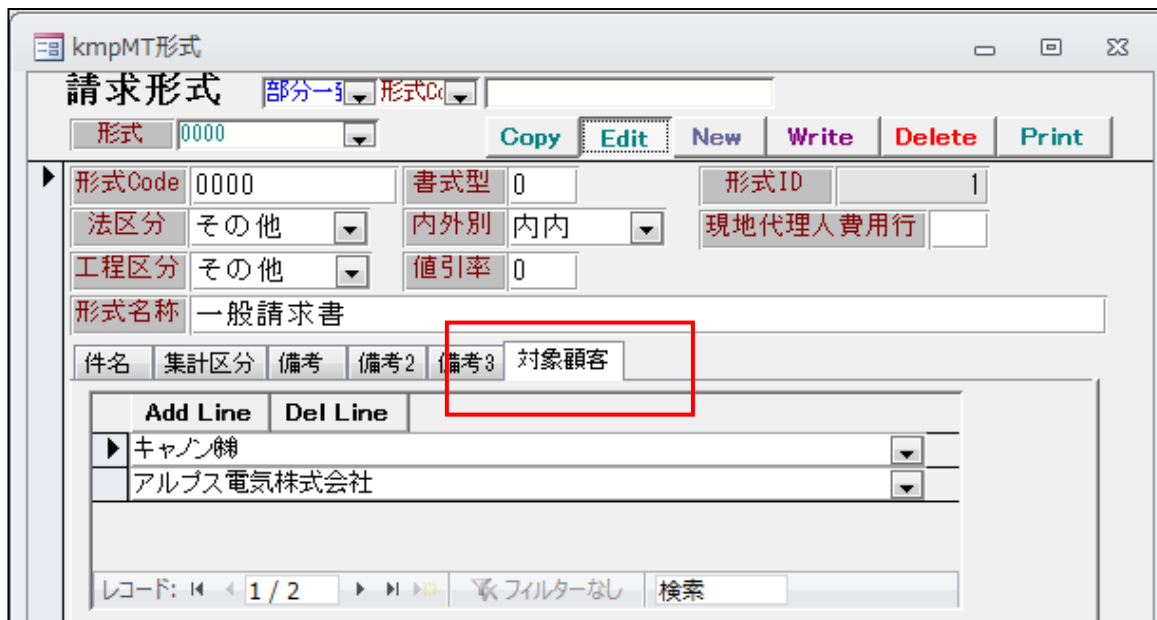 kmpMT形式
請求形式 部分一致 形式Co
形式 0000 Copy Edit New Write Delete Print
形式Code 0000 書式型 0 形式ID 1
法区分 その他 内外別 内内 現地代理人費用行
工程区分 その他 値引率 0
形式名称 一般請求書
件名 集計区分 備考 備考2 備考3 対象顧客
Add Line Del Line
キヤノン㈱
アルプス電気株式会社
レコード: 1 / 2 フィルターなし 検索